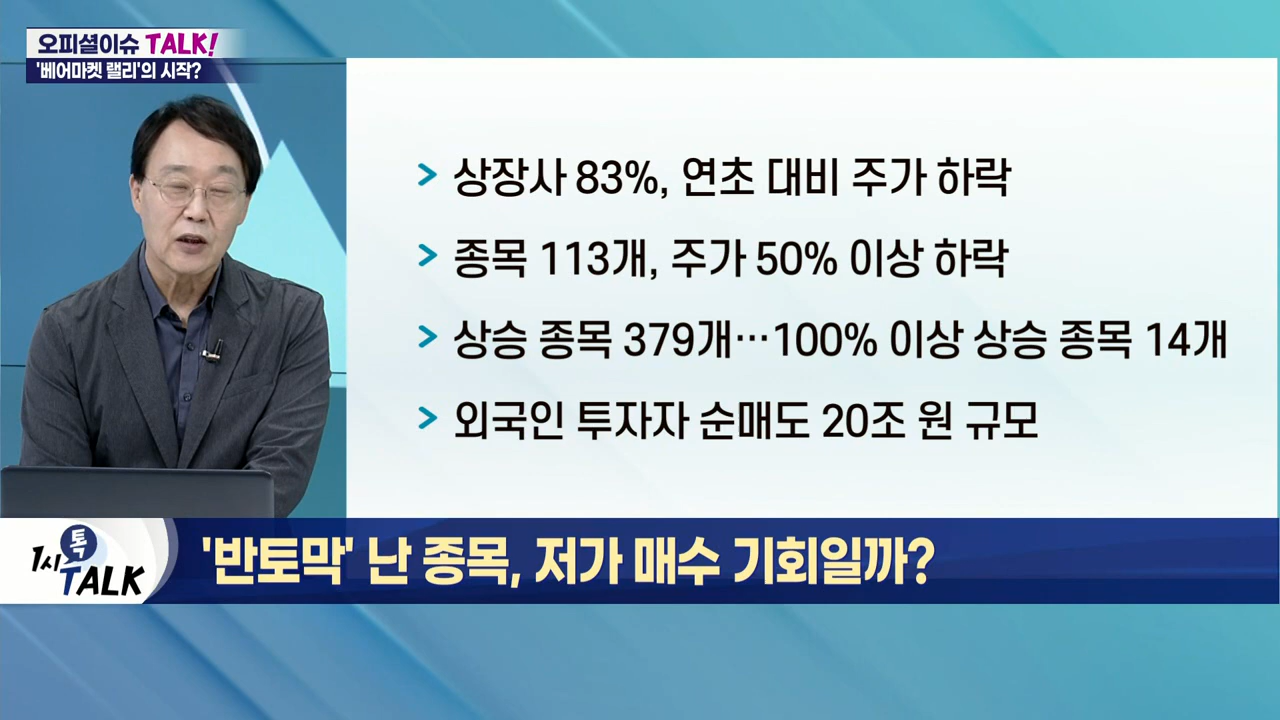 오피셜이슈 TALK!
'베어마켓 랠리'의 시작?
> 상장사 83%, 연초 대비 주가 하락
> 종목 113개, 주가 50% 이상 하락
> 상승 종목 379개…100% 이상 상승 종목 14개
> 외국인 투자자 순매도 20조 원 규모
1시 톡 TALK
'반토막' 난 종목, 저가 매수 기회일까?